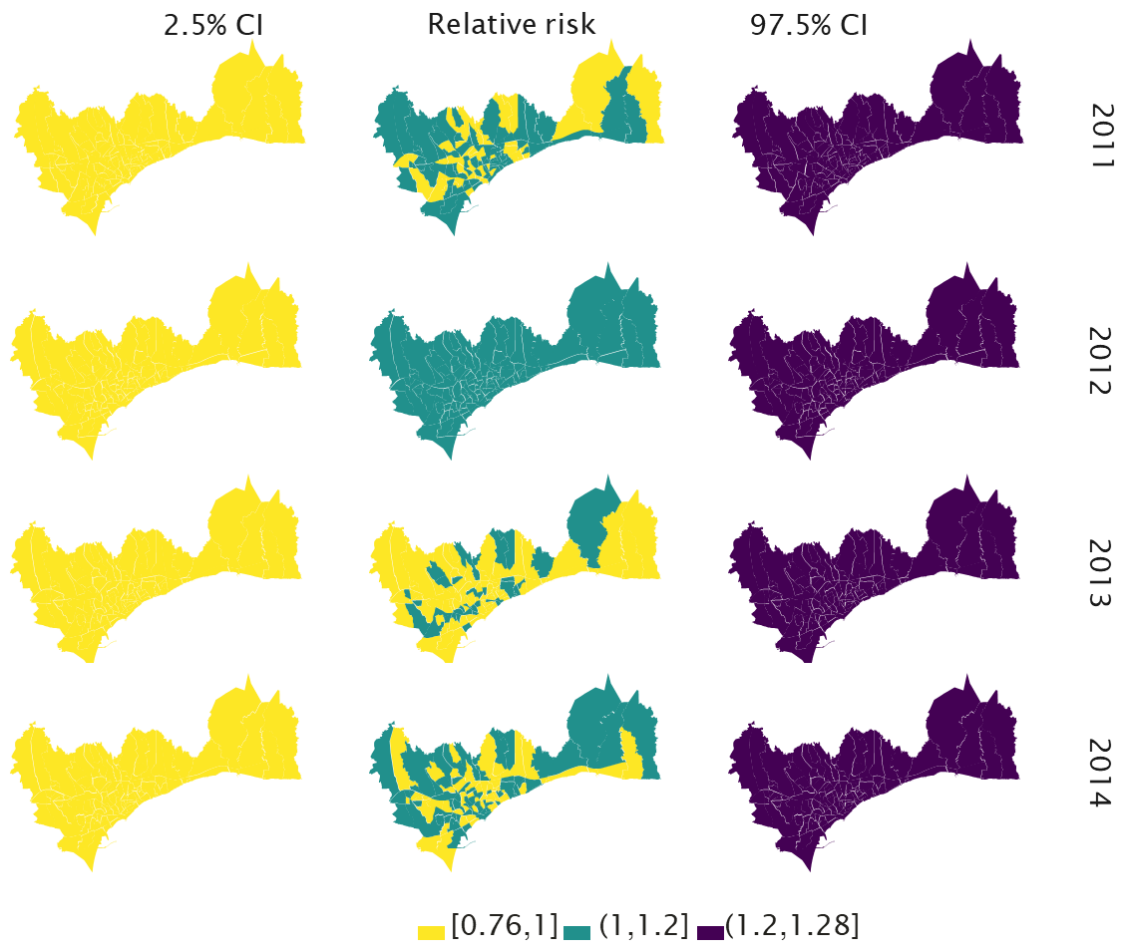 2.5% CI Relative risk 97.5% CI
2011
2012
2013
2014
[0.76,1] (1,1.2] (1.2,1.28]